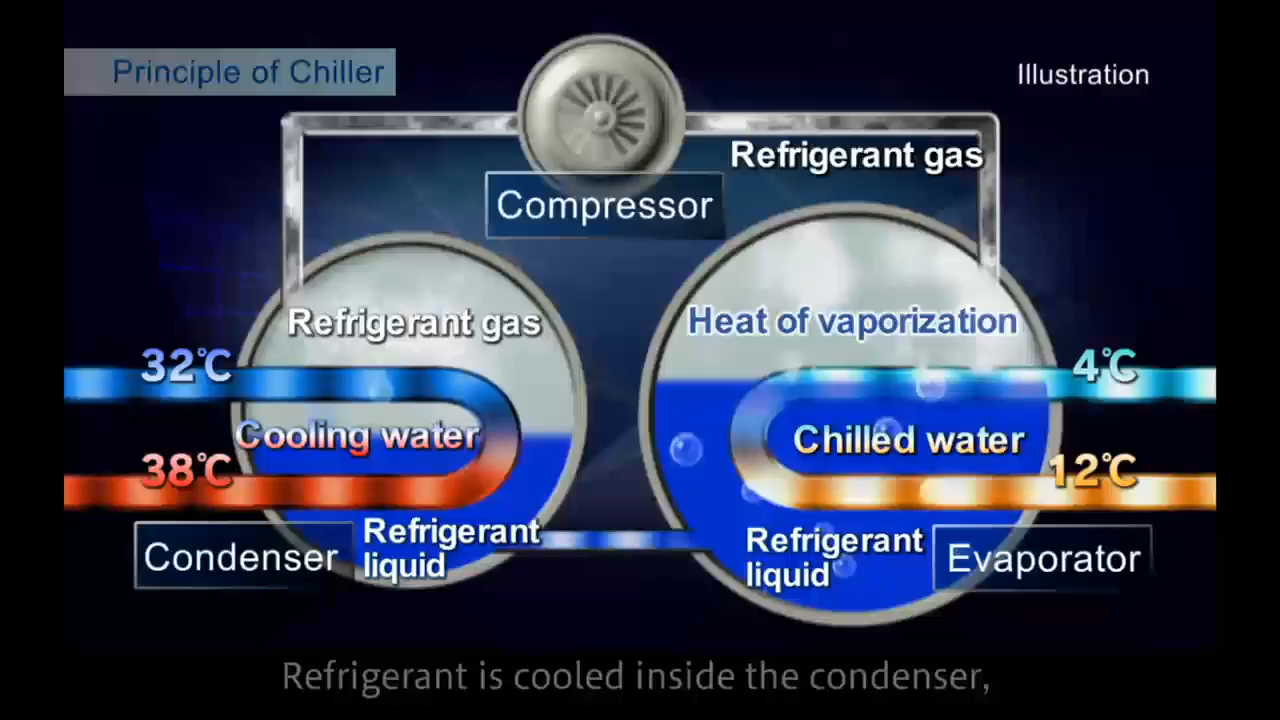 Principle of Chiller
Illustration
Refrigerant gas
Compressor
Refrigerant gas
Heat of vaporization
32℃
4℃
Cooling water
Chilled water
38℃
12℃
Refrigerant
liquid
Condenser
Refrigerant
liquid
Evaporator
Refrigerant is cooled inside the condenser,